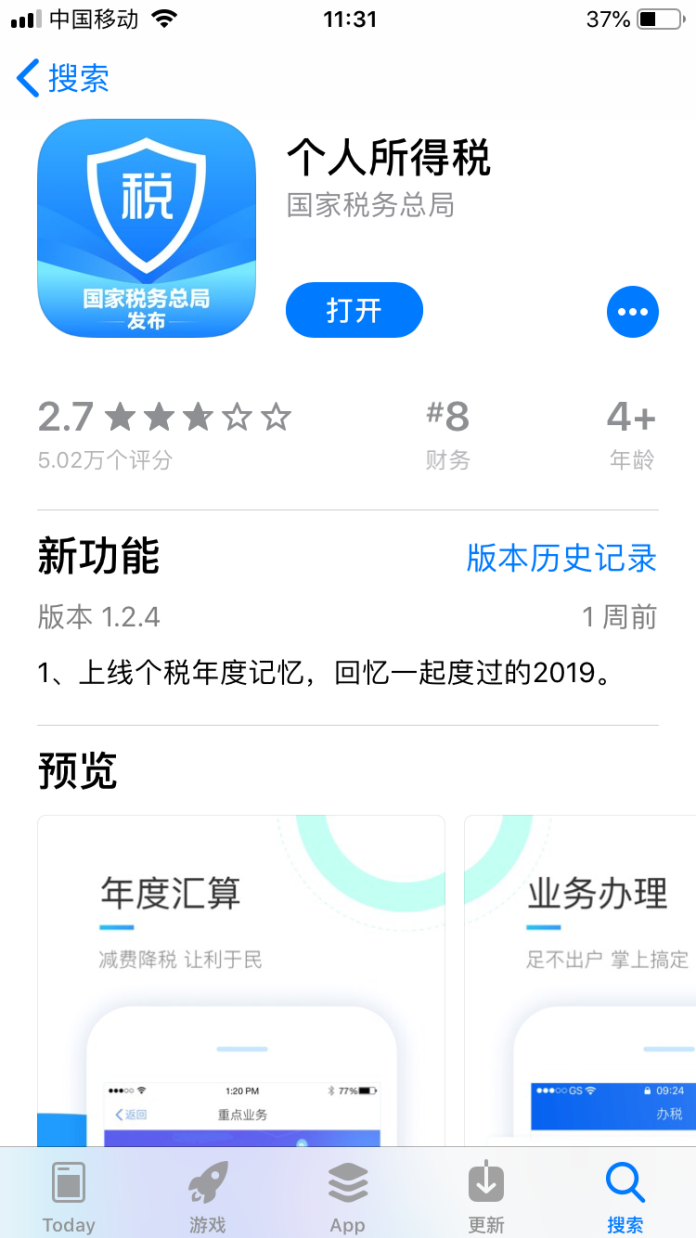 中国移动 11:31 37%
搜索
税
国家税务总局
发布
个人所得税
国家税务总局
打开
2.7 #8 4+
5.02万个评分 财务 年龄
新功能 版本历史记录
版本 1.2.4 1 周前
1、上线个税年度记忆，回忆一起度过的2019。
预览
年度汇算
减费降税 让利于民
1:20 PM 77%
返回 重点业务
业务办理
足不出户 掌上搞定
GS 09:24
办税
Today 游戏 App 更新 搜索